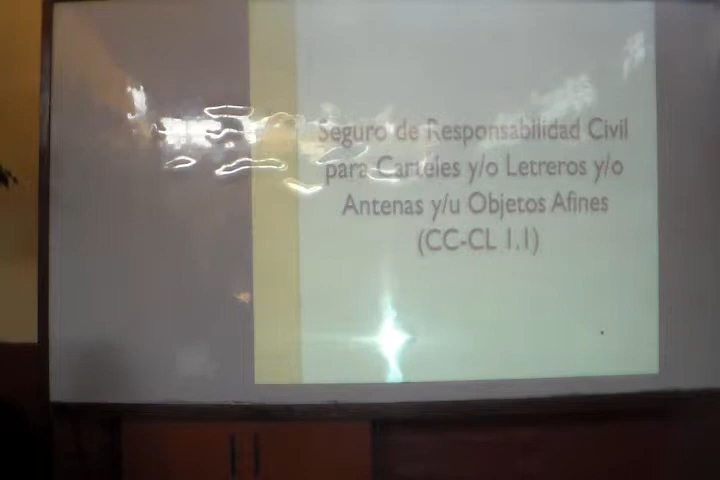 Seguro de Responsabilidad Civil
para Carteles y/o Letreros y/o
Antenas y/u Objetos Afines
(CC-CL 1.1)